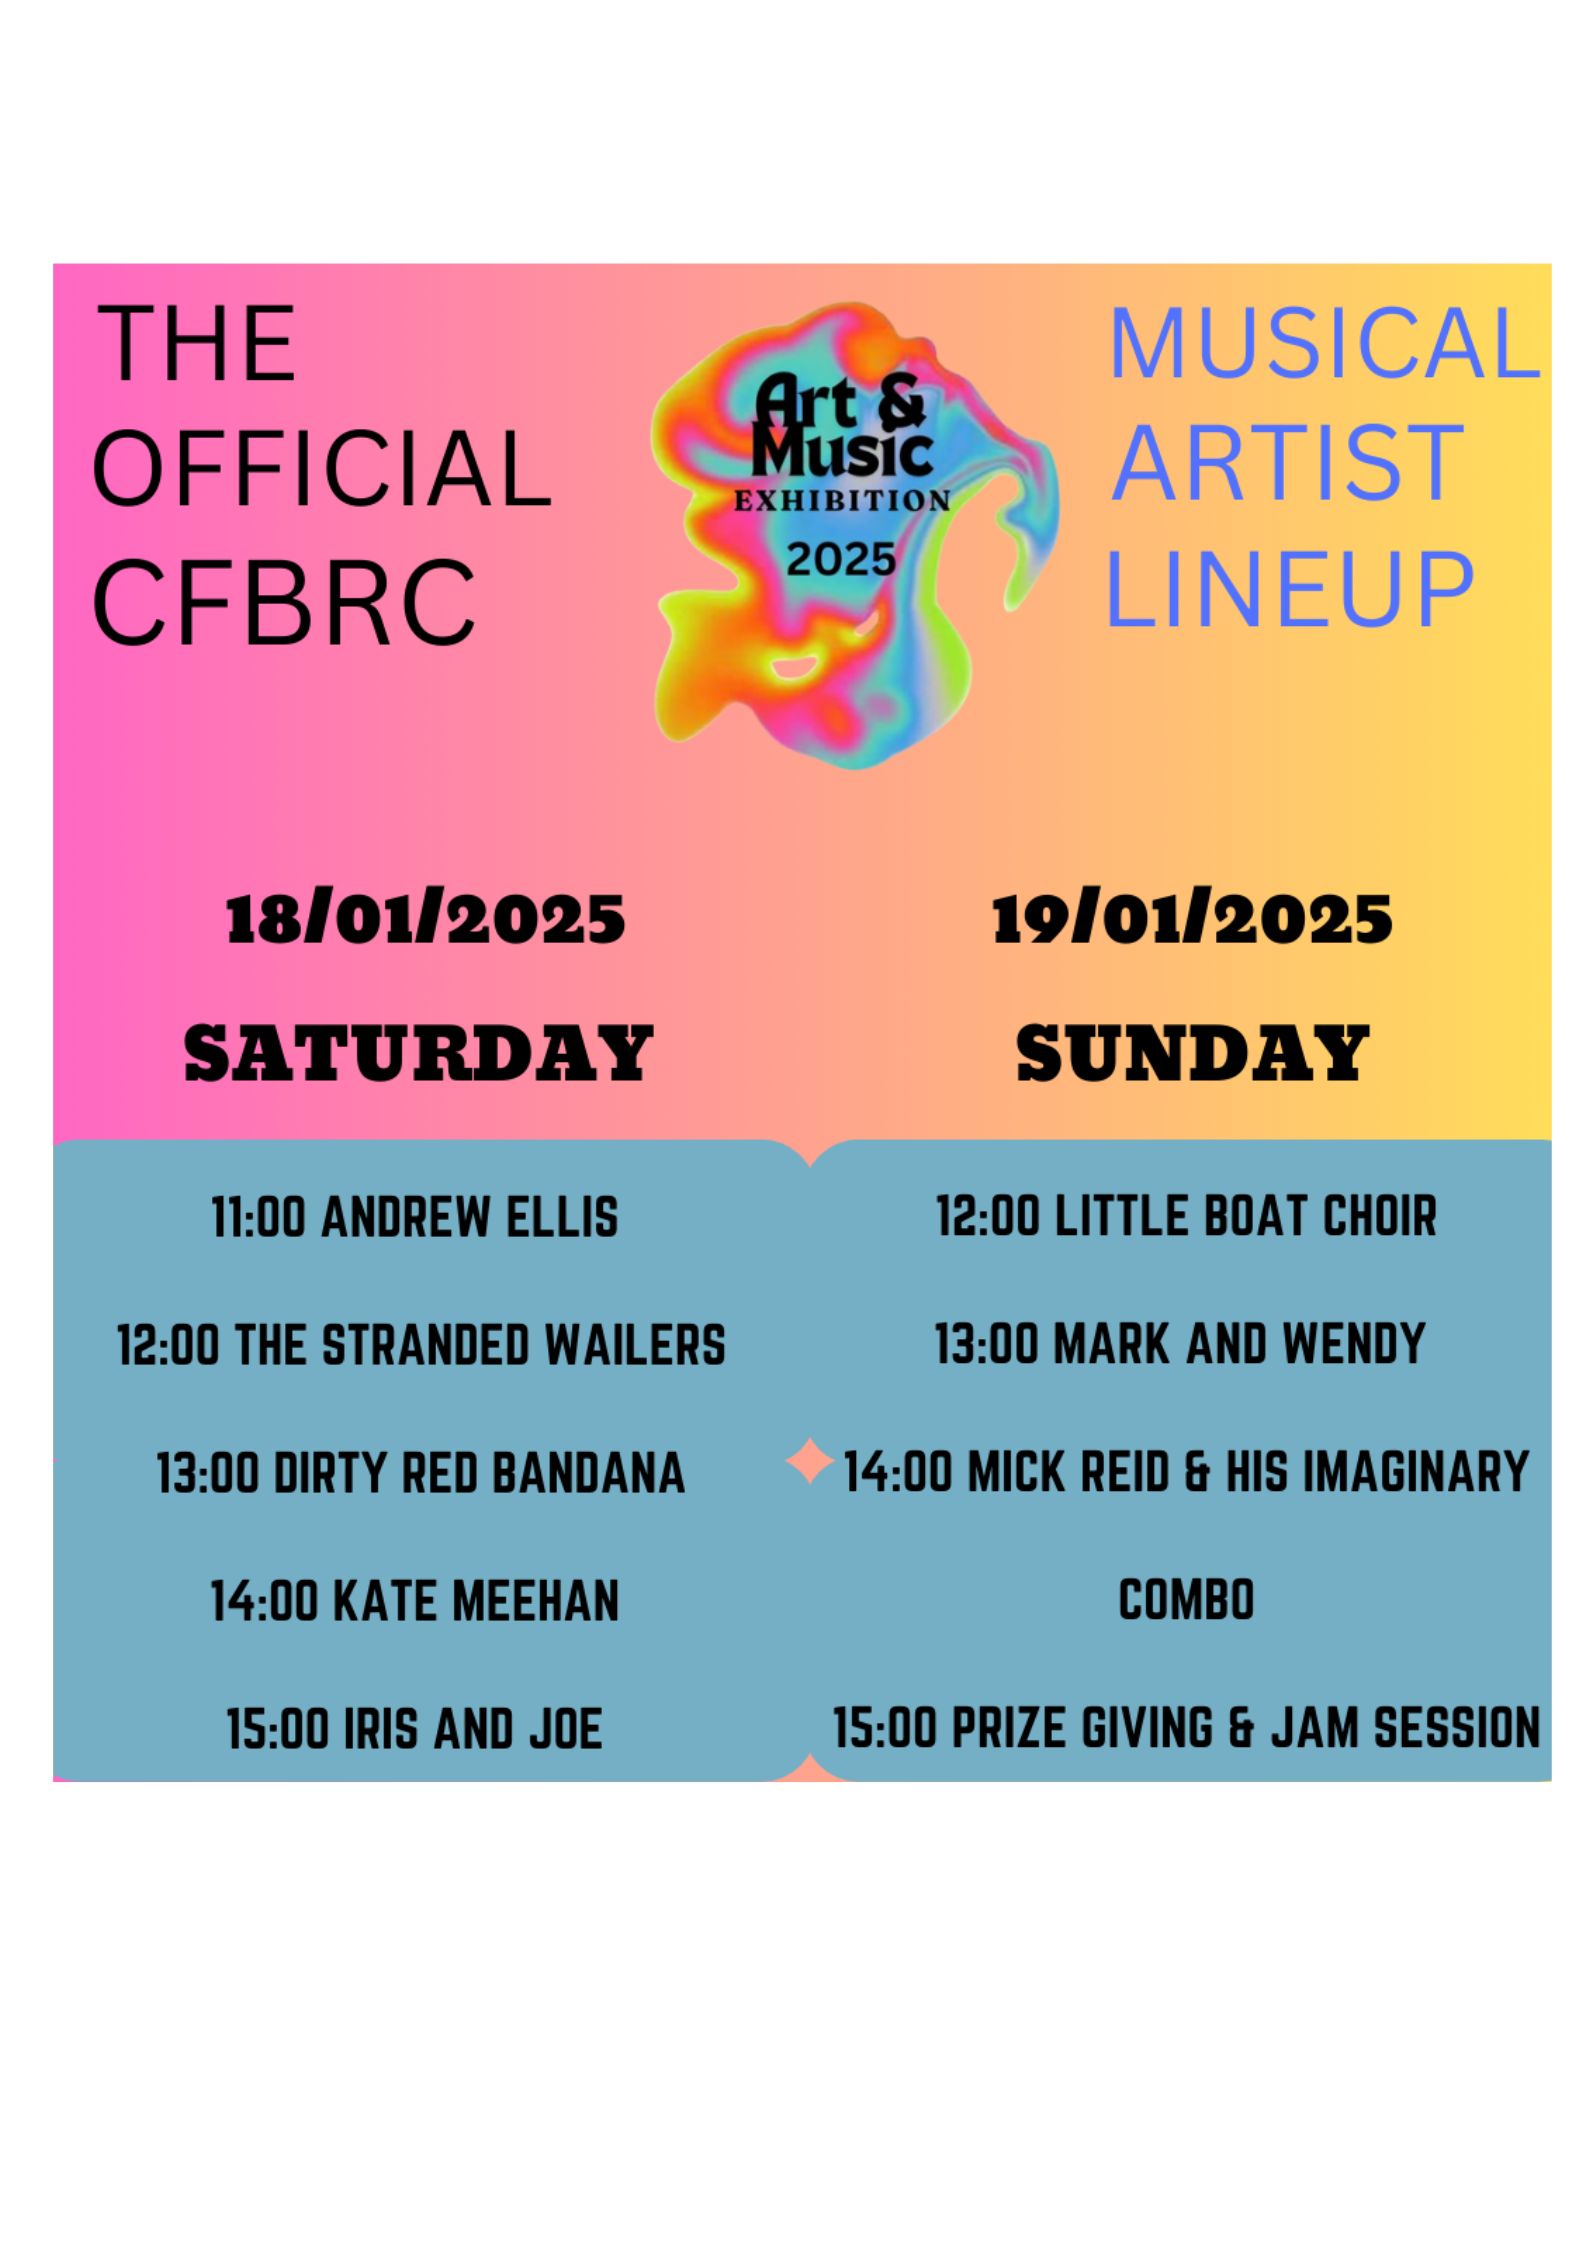 THE
OFFICIAL
CFBRC
Art &
Music
EXHIBITION
2025
MUSICAL
ARTIST
LINEUP
18/01/2025
SATURDAY
11:00 ANDREW ELLIS
12:00 THE STRANDED WAILERS
13:00 DIRTY RED BANDANA
14:00 KATE MEEHAN
15:00 IRIS AND JOE
19/01/2025
SUNDAY
12:00 LITTLE BOAT CHOIR
13:00 MARK AND WENDY
14:00 MICK REID & HIS IMAGINARY
COMBO
15:00 PRIZE GIVING & JAM SESSION